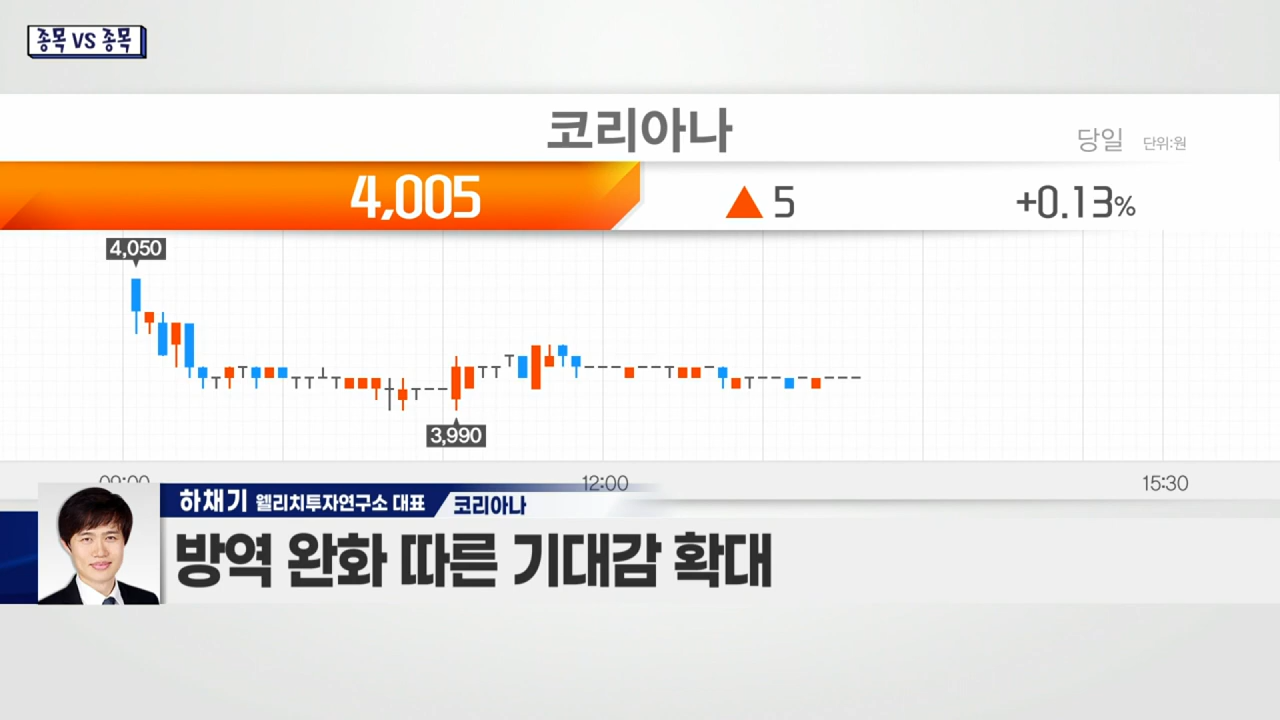 종목 VS 종목
코리아나
당일 단위:원
4,005 ▲ 5 +0.13%
4,050
3,990
09:00 12:00 15:30
하채기 웰리치투자연구소 대표 코리아나
방역 완화 따른 기대감 확대